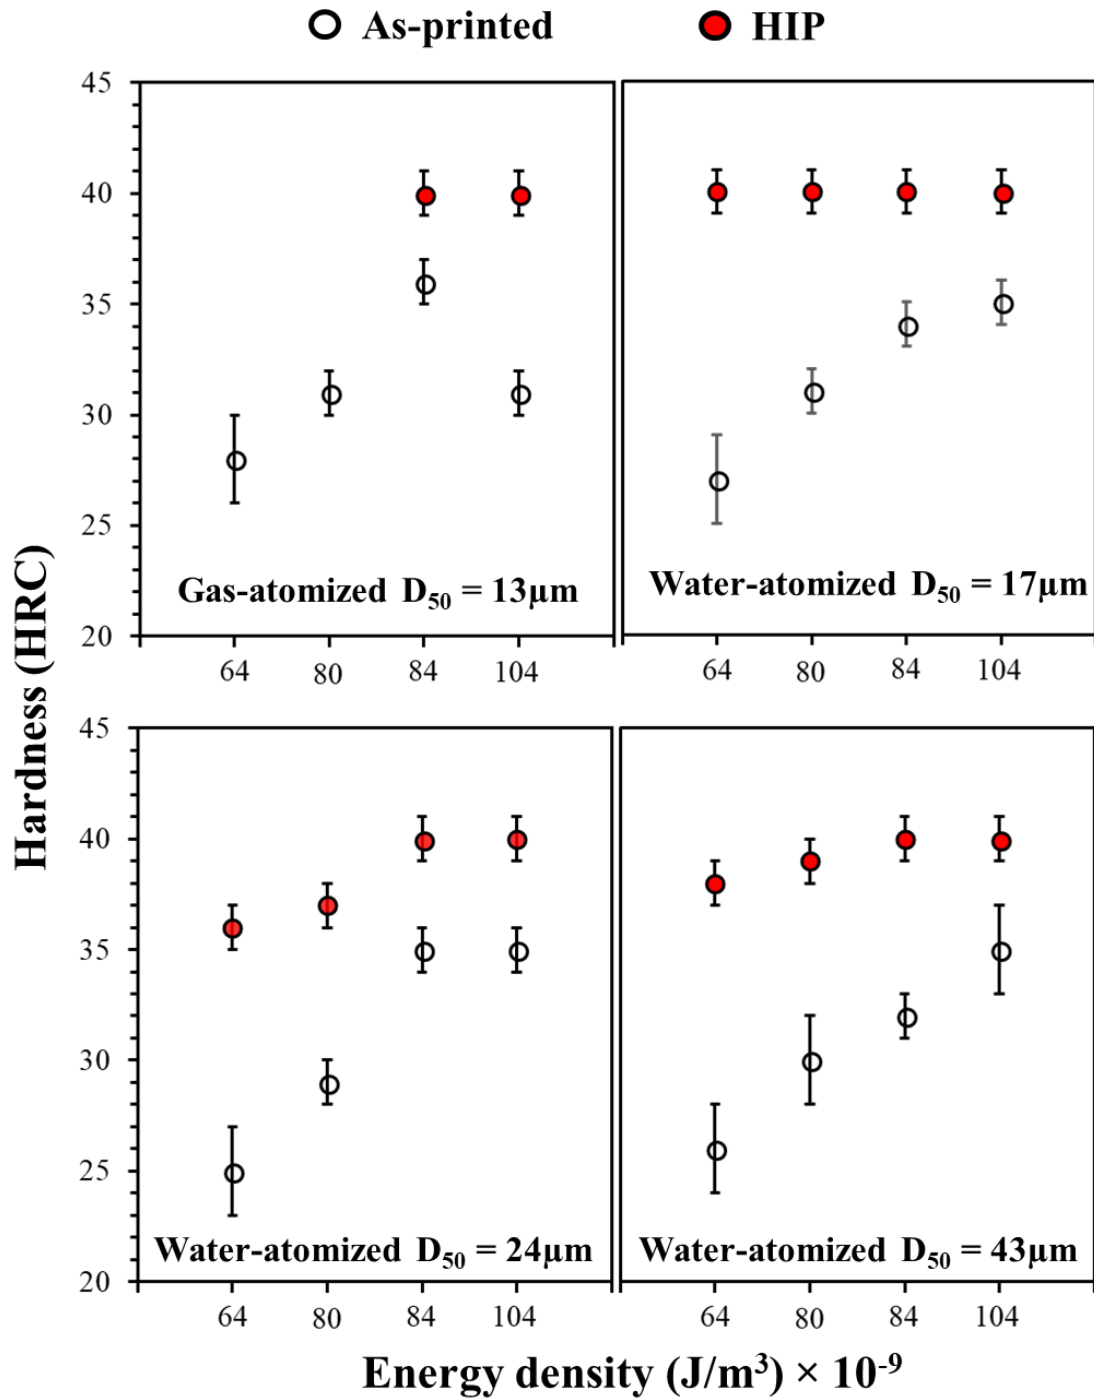 As-printed HIP
45
40
35
30
25
20
Gas-atomized D₅₀ = 13μm
64 80 84 104
Water-atomized D₅₀ = 17μm
64 80 84 104
Hardness (HRC)
45
40
35
30
25
20
Water-atomized D₅₀ = 24μm
64 80 84 104
Water-atomized D₅₀ = 43μm
64 80 84 104
Energy density (J/m³) × 10⁻⁹